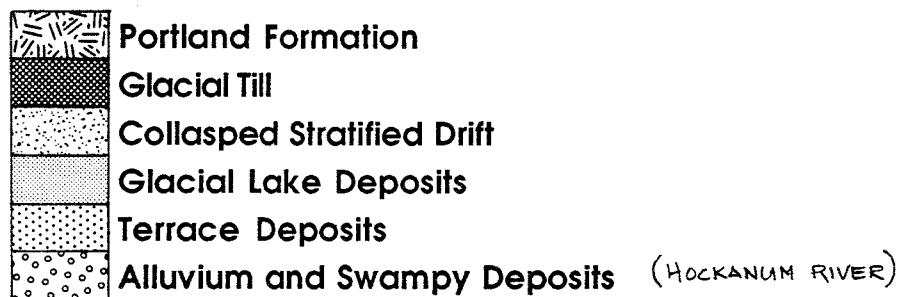 Portland Formation
Glacial Till
Collasped Stratified Drift
Glacial Lake Deposits
Terrace Deposits
Alluvium and Swampy Deposits (HOCKANUM RIVER)